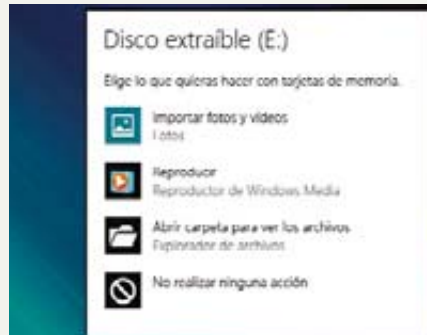 Disco extraíble (E:)
Elige lo que quieras hacer con tarjetas de memoria.
Importar fotos y vídeos
Fotos
Reproducir
Reproductor de Windows Media
Abrir carpeta para ver los archivos
Explorador de archivos
No realizar ninguna acción